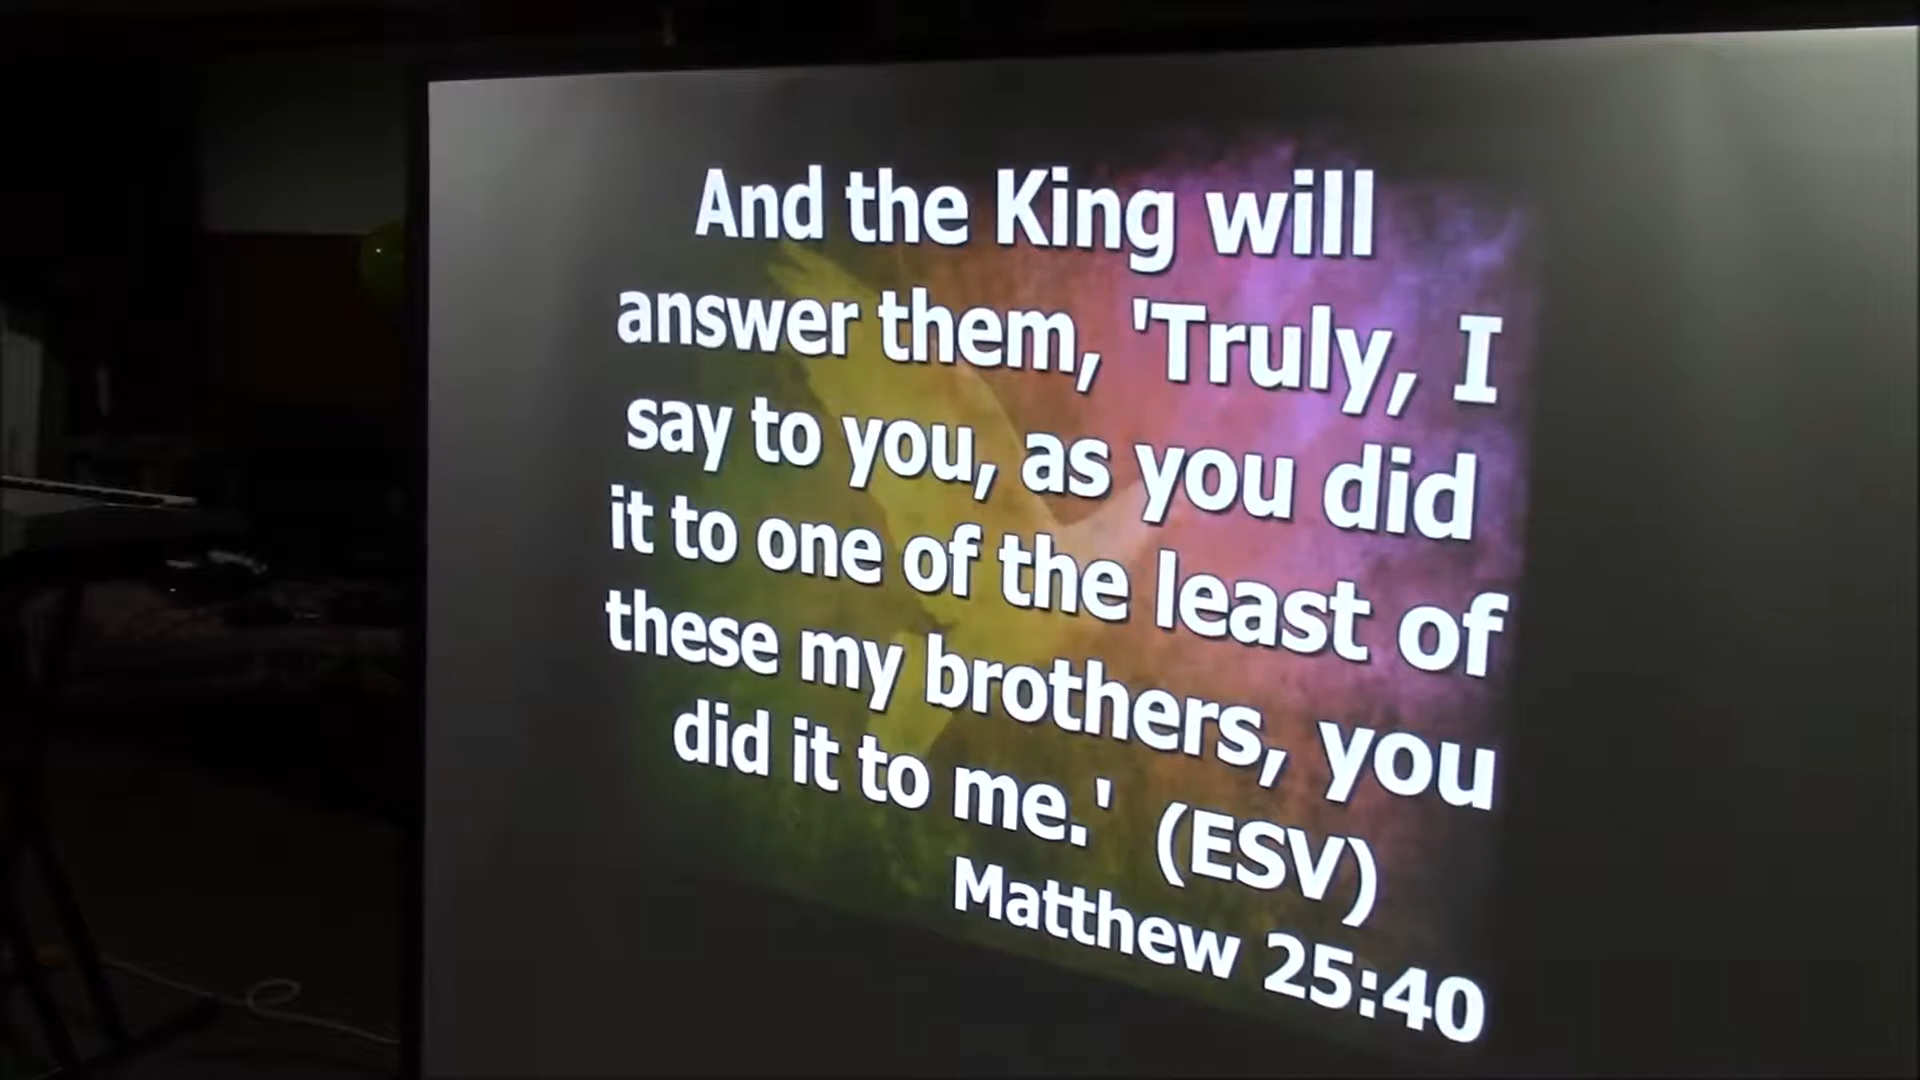 And the King will
answer them, 'Truly, I
say to you, as you did
it to one of the least of
these my brothers, you
did it to me.' (ESV)
Matthew 25:40